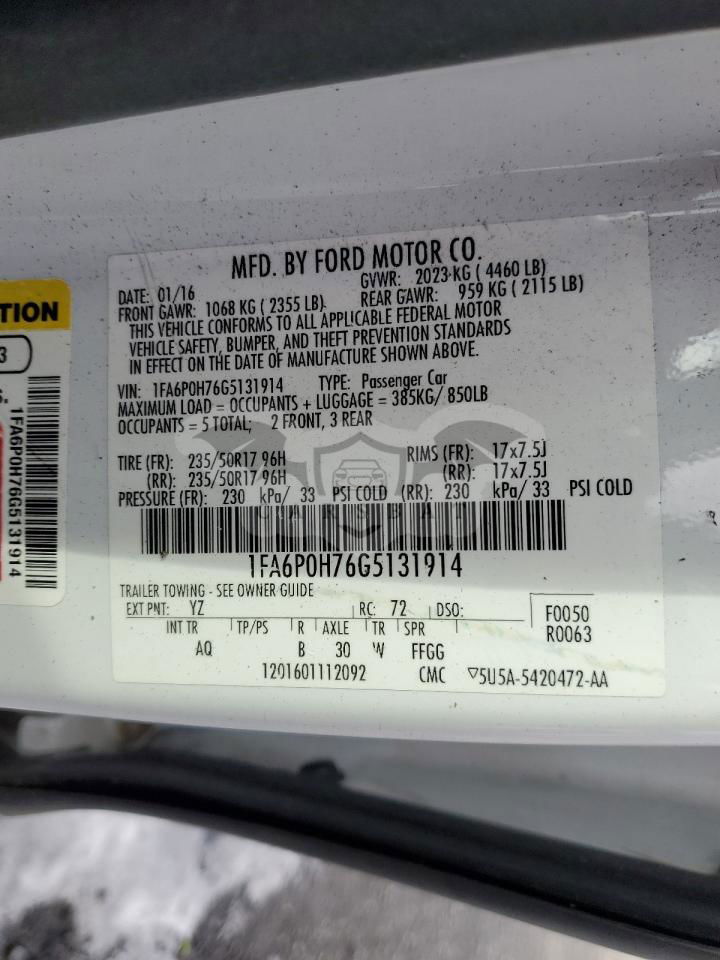 MFD. BY FORD MOTOR CO.
DATE: 01/16 GVWR: 2023 KG ( 4460 LB)
FRONT GAWR: 1068 KG ( 2355 LB) REAR GAWR: 959 KG ( 2115 LB)
THIS VEHICLE CONFORMS TO ALL APPLICABLE FEDERAL MOTOR
VEHICLE SAFETY, BUMPER, AND THEFT PREVENTION STANDARDS
IN EFFECT ON THE DATE OF MANUFACTURE SHOWN ABOVE.
VIN: 1FA6P0H76G5131914 TYPE: Passenger Car
MAXIMUM LOAD = OCCUPANTS + LUGGAGE = 385KG/ 850LB
OCCUPANTS = 5 TOTAL; 2 FRONT, 3 REAR
TIRE (FR): 235/50R17 96H RIMS (FR): 17x7.5J
(RR): 235/50R17 96H (RR): 17x7.5J
PRESSURE (FR): 230 kPa/ 33 PSI COLD (RR): 230 kPa/ 33 PSI COLD
1FA6P0H76G5131914
TRAILER TOWING - SEE OWNER GUIDE
EXT PNT: YZ RC: 72 DSO: F0050
INT TR TP/PS R AXLE TR SPR R0063
AQ B 30 W FFGG
1201601112092 CMC ▽5U5A-5420472-AA
TION
3
S.
1FA6P0H76G5131914